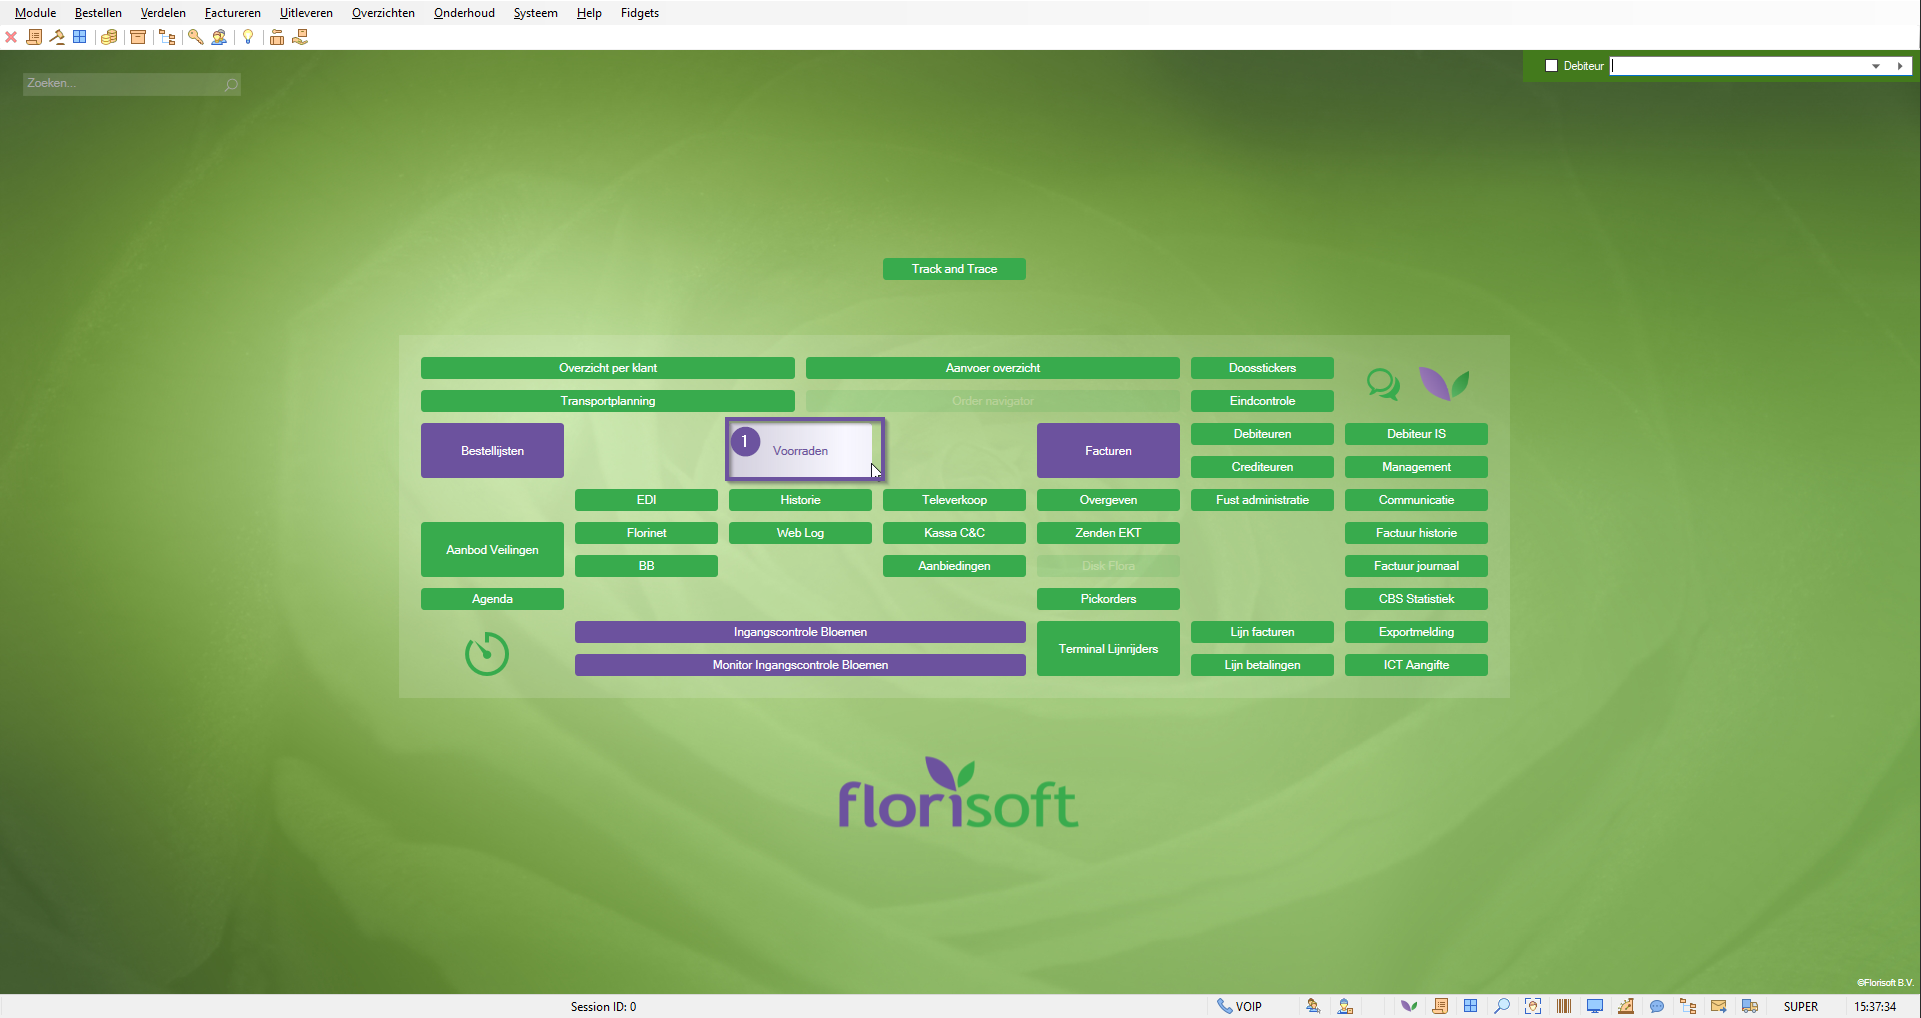 Module Bestellen Verdelen Factureren Uitleveren Overzichten Onderhoud Systeem Help Fidgets
Zoeken...
Debiteur
Track and Trace
Overzicht per klant
Aanvoer overzicht
Doosstickers
Transportplanning
Order navigator
Eindcontrole
Bestellijsten
1
Voorraden
Facturen
Debiteuren
Debiteur IS
Crediteuren
Management
EDI
Historie
Televerkoop
Overgeven
Fust administratie
Communicatie
Aanbod Veilingen
Florinet
Web Log
Kassa C&C
Zenden EKT
Factuur historie
BB
Aanbiedingen
Disk Flora
Factuur journaal
Agenda
Pickorders
CBS Statistiek
Ingangscontrole Bloemen
Terminal Lijnrijders
Lijn facturen
Exportmelding
Monitor Ingangscontrole Bloemen
Lijn betalingen
ICT Aangifte
florisoft
©Florisoft B.V.
Session ID: 0
VOIP
SUPER
15:37:34